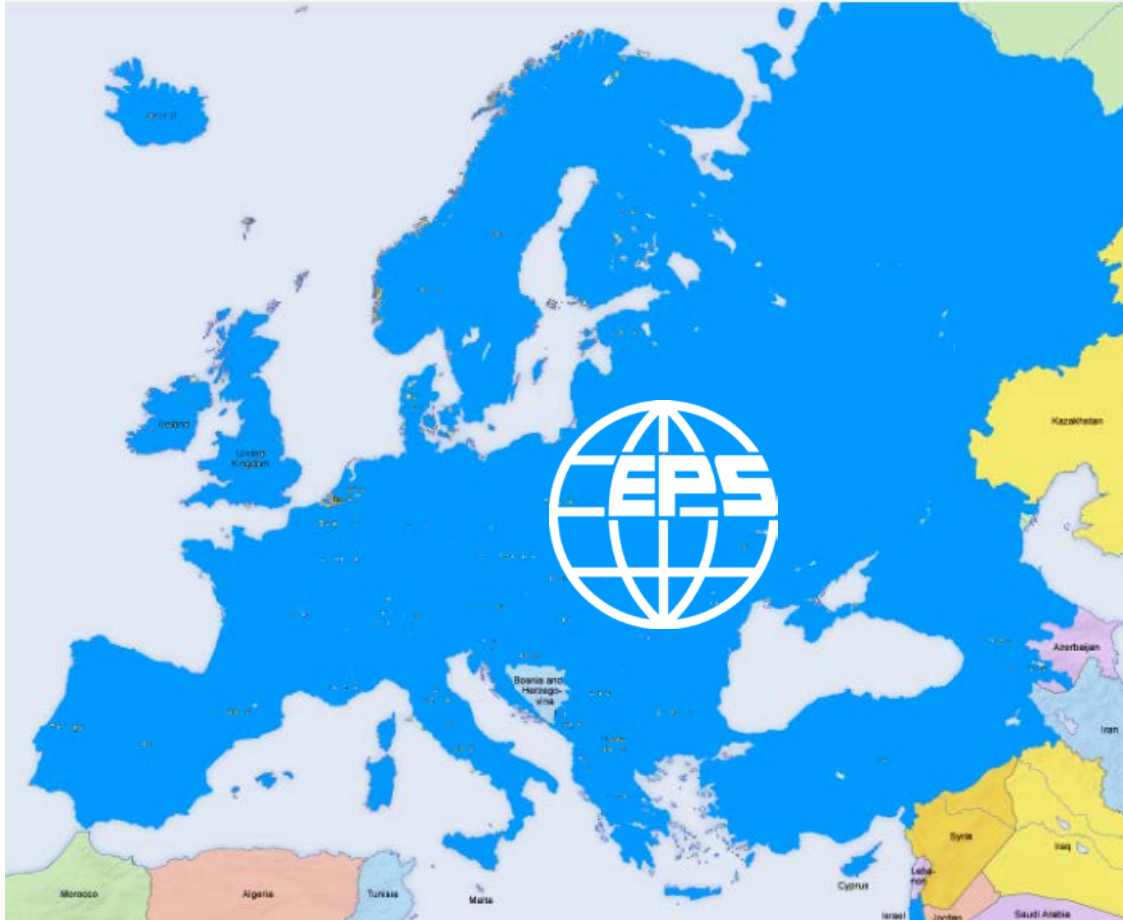 Ireland
United
Kingdom
EPS
Kazakhstan
Bosnia and
Herzego-
vina
Azerbaijan
Iran
Syria
Iraq
Leba-
non
Cyprus
Malta
Morocco
Algeria
Tunisia
Israel
Jordan
Saudi Arabia